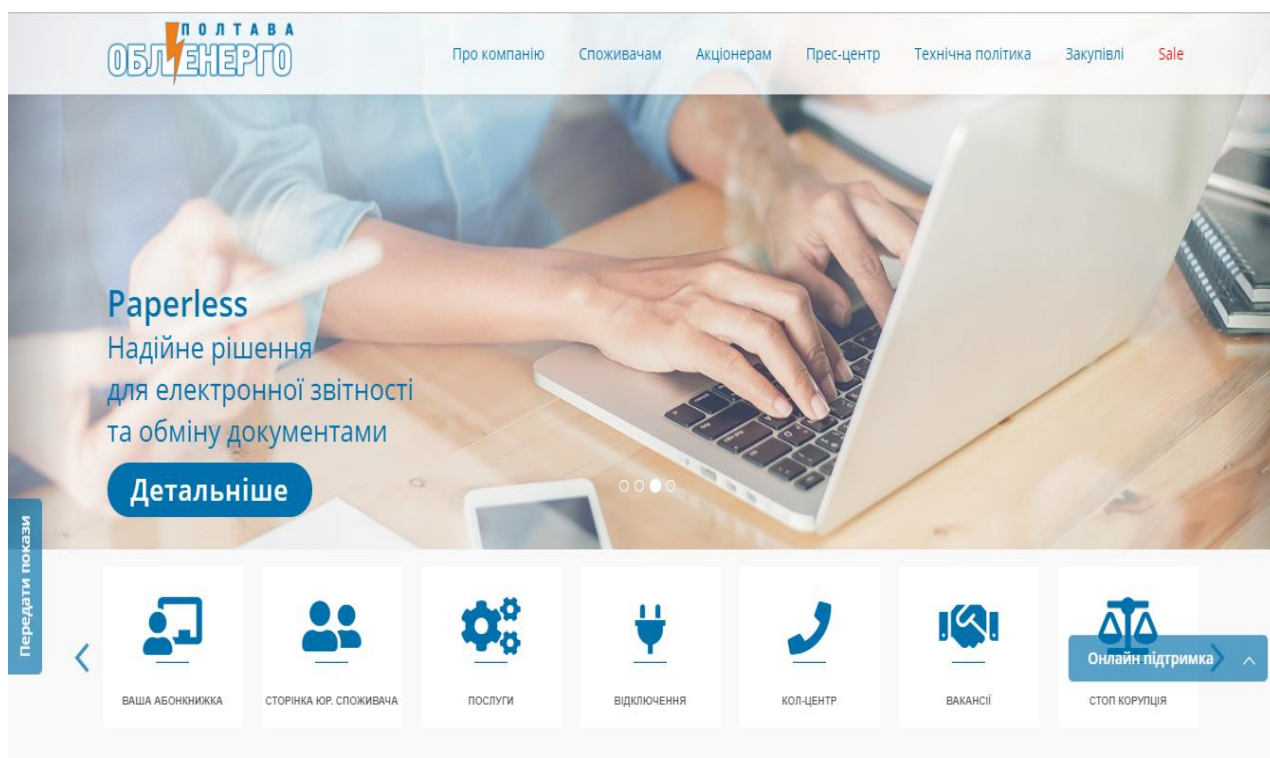 ПОЛТАВА
ОБЛЕНЕРГО
Про компанію Споживачам Акціонерам Прес-центр Технічна політика Закупівлі Sale
Paperless
Надійне рішення
для електронної звітності
та обміну документами
Детальніше
Передати покази
Онлайн підтримка
ВАША АБОНКНИЖКА СТОРІНКА ЮР. СПОЖИВАЧА ПОСЛУГИ ВІДКЛЮЧЕННЯ КОЛ-ЦЕНТР ВАКАНСІЇ СТОП КОРУПЦІЯ